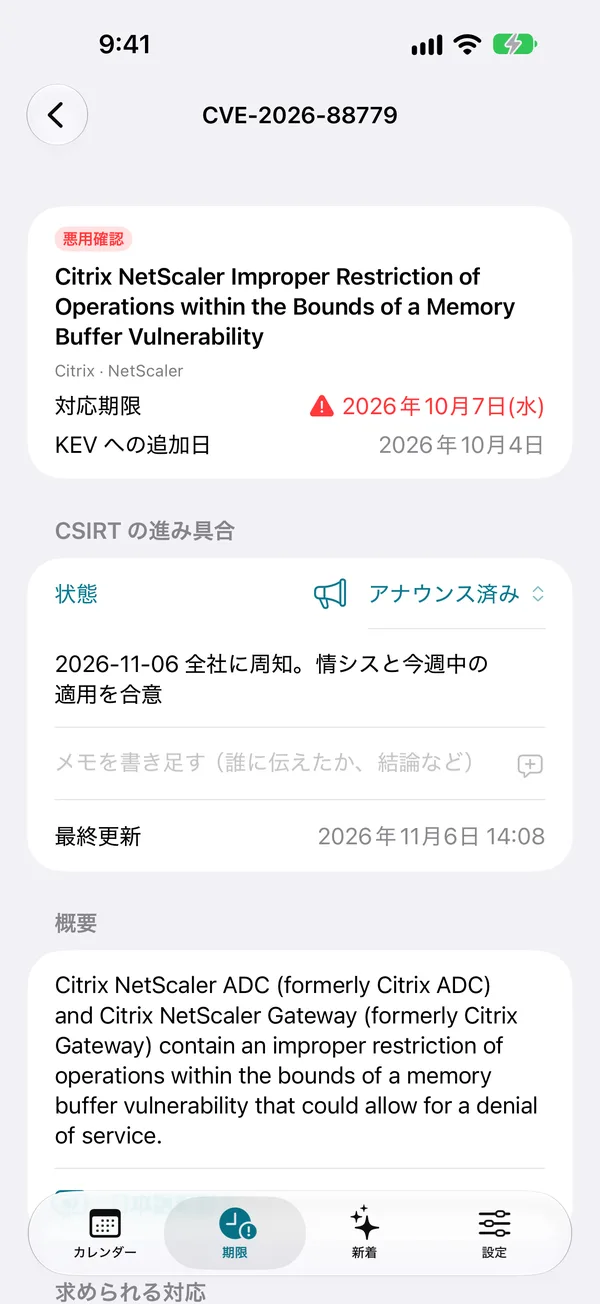 9:41
CVE-2026-88779
悪用確認
Citrix NetScaler Improper Restriction of
Operations within the Bounds of a Memory
Buffer Vulnerability
Citrix · NetScaler
対応期限 2026年10月7日(水)
KEV への追加日 2026年10月4日
CSIRT の進み具合
状態 アナウンス済み
2026-11-06 全社に周知。情シスと今週中の
適用を合意
メモを書き足す（誰に伝えたか、結論など）
最終更新 2026年11月6日 14:08
概要
Citrix NetScaler ADC (formerly Citrix ADC)
and Citrix NetScaler Gateway (formerly Citrix
Gateway) contain an improper restriction of
operations within the bounds of a memory
buffer vulnerability that could allow for a denial
of service.
カレンダー 期限 新着 設定
求められる対応